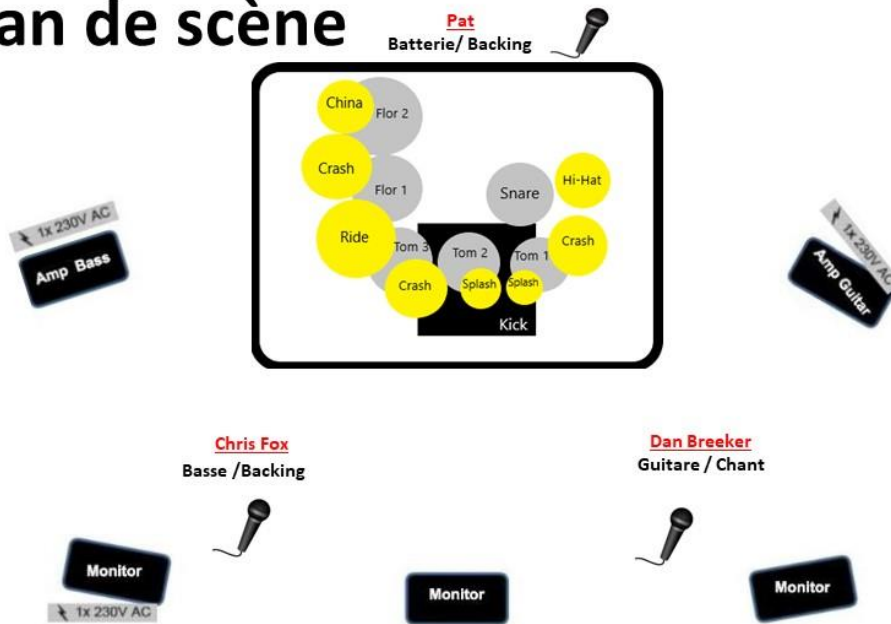 an de scène
Pat
Batterie/ Backing
China
Flor 2
Crash
Flor 1
Snare
Hi-Hat
Ride
Tom 3
Tom 2
Tom 1
Crash
Crash
Splash
Splash
Kick
1x 230V AC
Amp Bass
1x 230V AC
Amp Guitar
Chris Fox
Basse /Backing
Dan Breeker
Guitare / Chant
Monitor
1x 230V AC
Monitor
Monitor